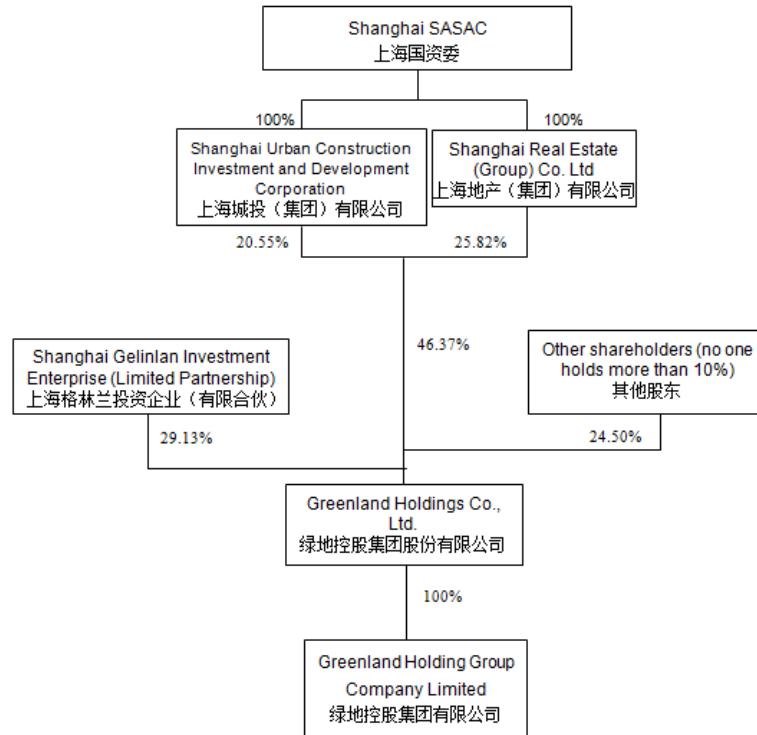 Shanghai SASAC
上海国资委
100%
100%
Shanghai Urban Construction
Investment and Development
Corporation
上海城投（集团）有限公司
Shanghai Real Estate
(Group) Co. Ltd
上海地产（集团）有限公司
20.55%
25.82%
46.37%
Shanghai Gelinlan Investment
Enterprise (Limited Partnership)
上海格林兰投资企业（有限合伙）
Other shareholders (no one
holds more than 10%)
其他股东
29.13%
24.50%
Greenland Holdings Co.,
Ltd.
绿地控股集团股份有限公司
100%
Greenland Holding Group
Company Limited
绿地控股集团有限公司